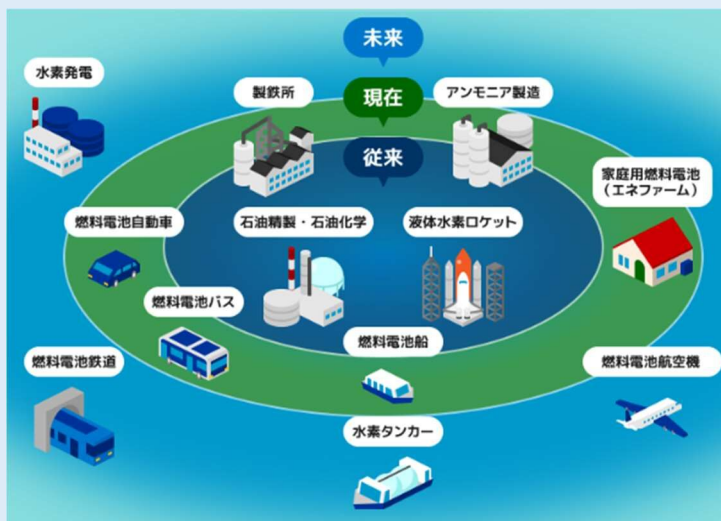 未来
水素発電
製鉄所
現在
アンモニア製造
従来
家庭用燃料電池
（エネファーム）
燃料電池自動車
石油精製・石油化学
液体水素ロケット
燃料電池バス
燃料電池船
燃料電池鉄道
燃料電池航空機
水素タンカー